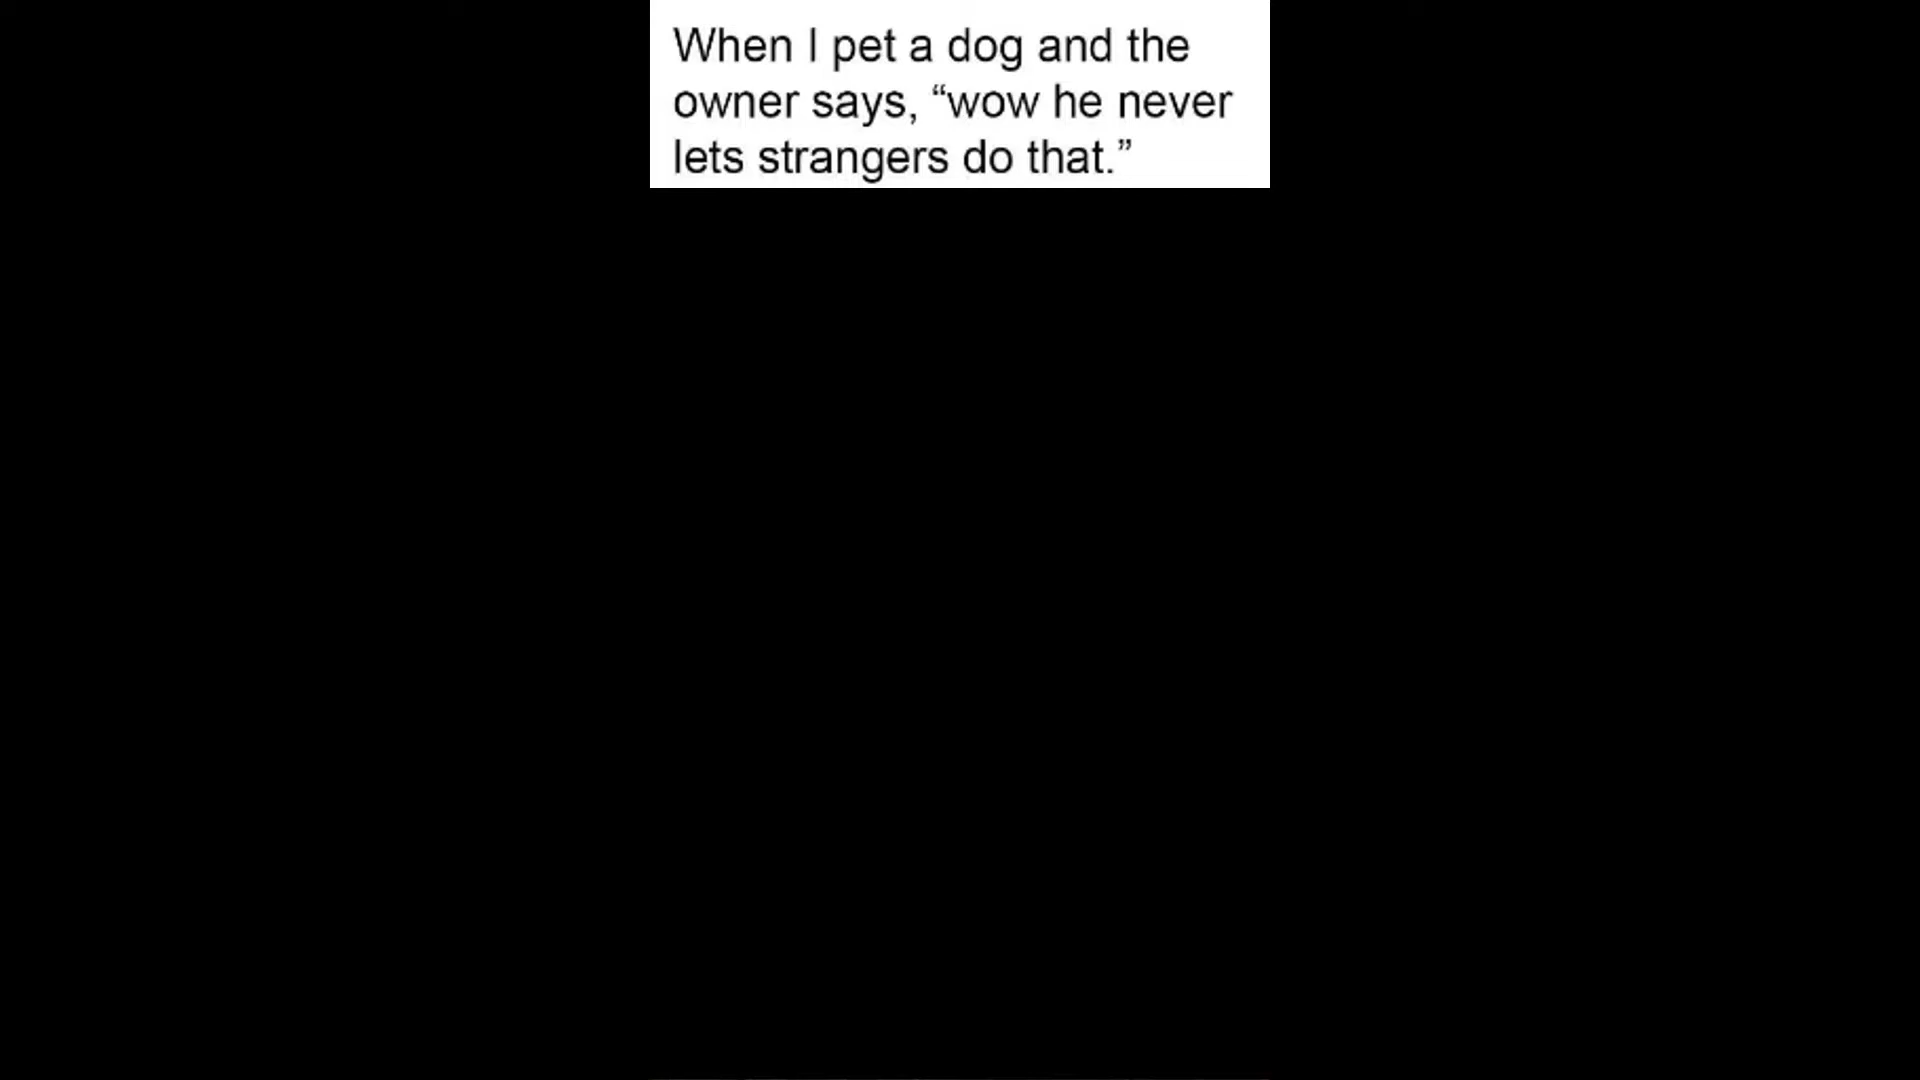 When I pet a dog and the
owner says, “wow he never
lets strangers do that.”